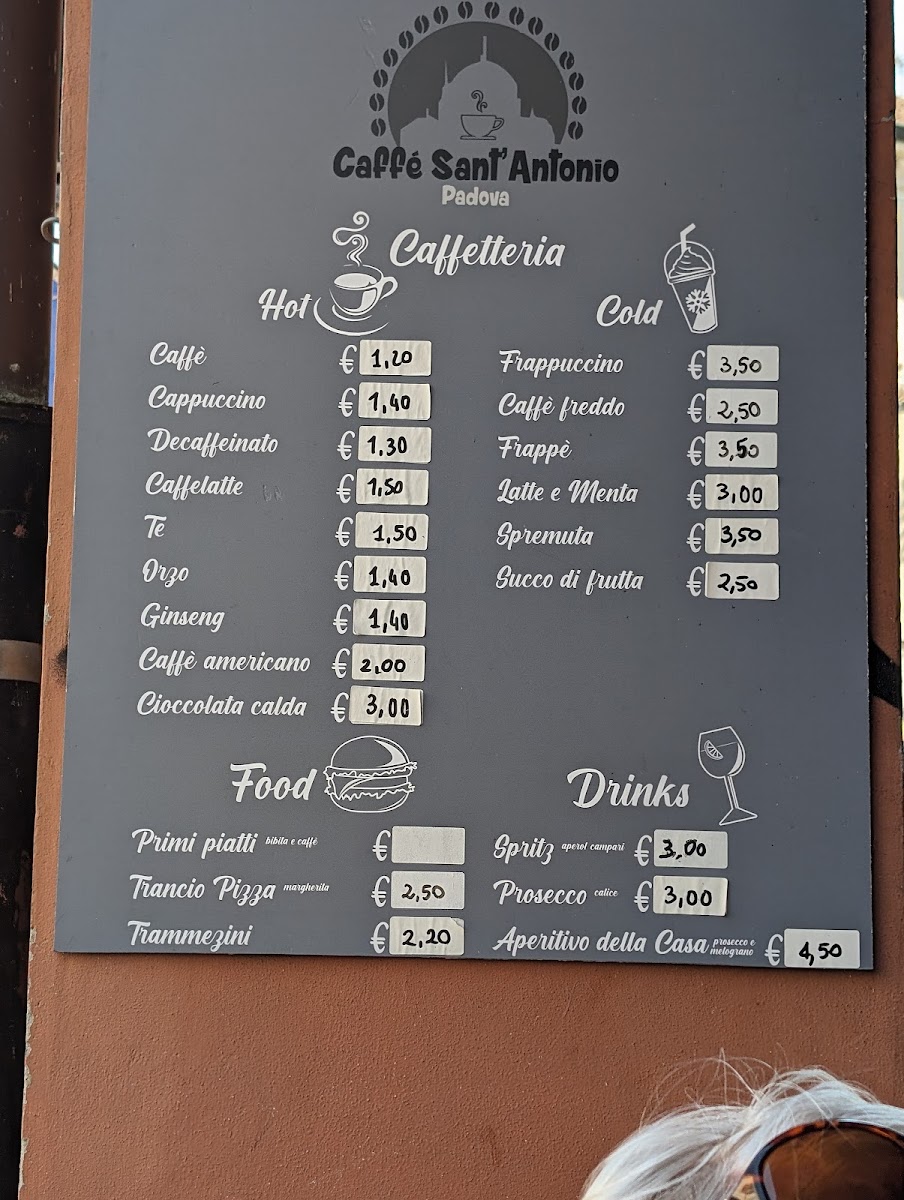 Caffé Sant'Antonio
Padova
Caffetteria
Hot
Caffè € 1,20
Cappuccino € 1,40
Decaffeinato € 1,30
Caffelatte € 1,50
Te € 1,50
Orzo € 1,40
Ginseng € 1,40
Caffè americano € 2,00
Cioccolata calda € 3,00
Cold
Frappuccino € 3,50
Caffè freddo € 2,50
Frappè € 3,50
Latte e Menta € 3,00
Spremuta € 3,50
Succo di frutta € 2,50
Food
Primi piatti bibita e caffè €
Trancio Pizza margherita € 2,50
Trammezini € 2,20
Drinks
Spritz aperol campari € 3,00
Prosecco calice € 3,00
Aperitivo della Casa prosecco e melograno € 4,50